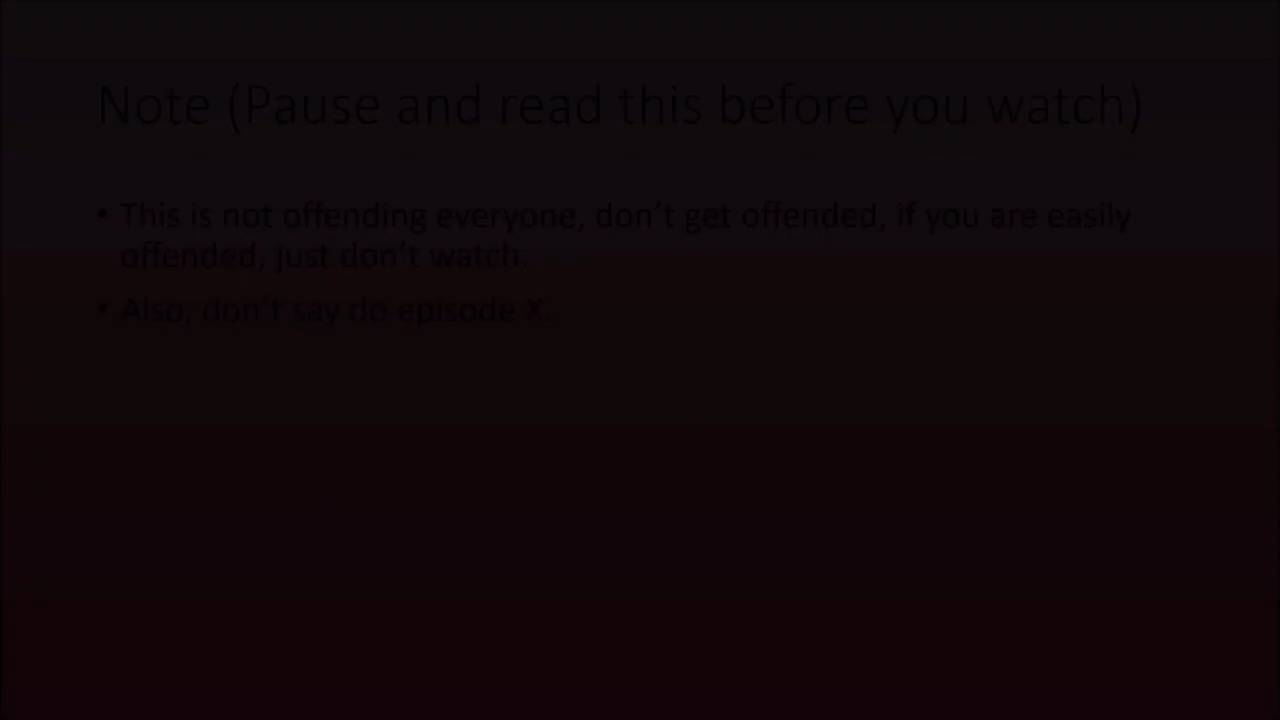 Note (Pause and read this before you watch)
• This is not offending everyone, don’t get offended, if you are easily
offended, just don’t watch.
• Also, don’t say do episode X.